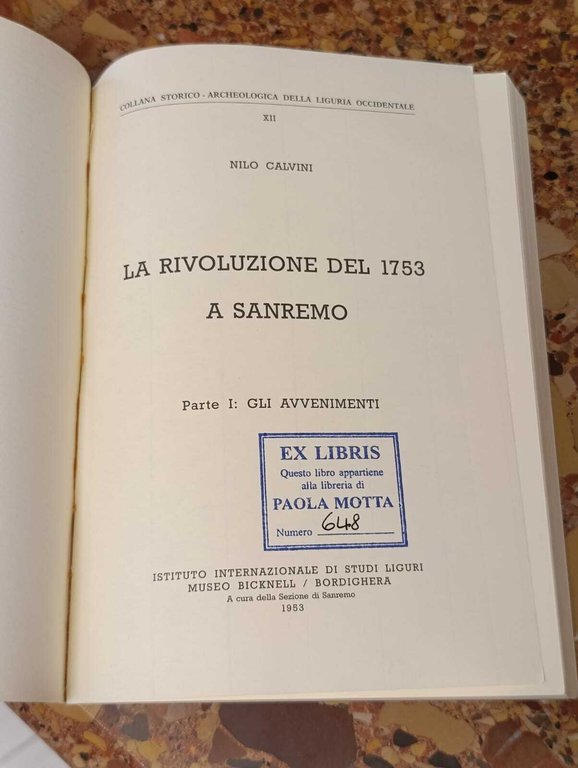 COLLANA STORICO - ARCHEOLOGICA DELLA LIGURIA OCCIDENTALE
XII
NILO CALVINI
LA RIVOLUZIONE DEL 1753
A SANREMO
Parte I: GLI AVVENIMENTI
EX LIBRIS
Questo libro appartiene
alla libreria di
PAOLA MOTTA
Numero 648
ISTITUTO INTERNAZIONALE DI STUDI LIGURI
MUSEO BICKNELL / BORDIGHERA
A cura della Sezione di Sanremo
1953